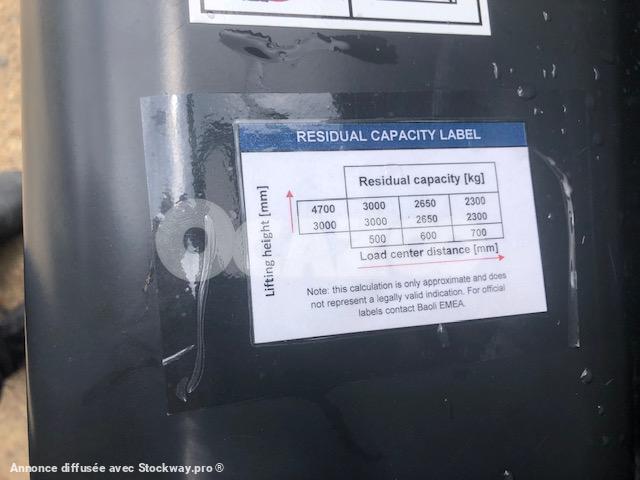 RESIDUAL CAPACITY LABEL
Residual capacity [kg]
Lifting height [mm]
4700 3000 2650 2300
3000 3000 2650 2300
500 600 700
Load center distance [mm]
Note: this calculation is only approximate and does
not represent a legally valid indication. For official
labels contact Baoli EMEA.
Annonce diffusée avec Stockway.pro ®